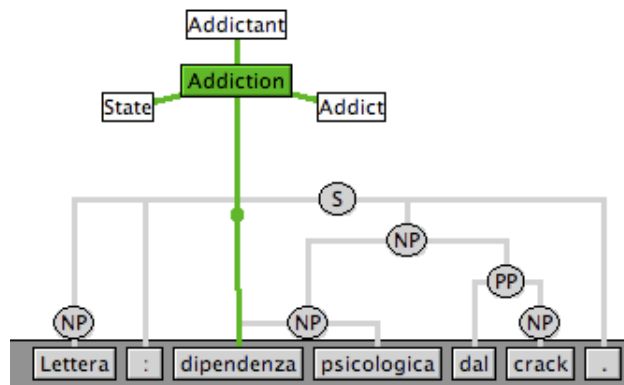 Addictant
Addiction
State Addict
S
NP
PP
NP NP NP
Lettera : dipendenza psicologica dal crack .